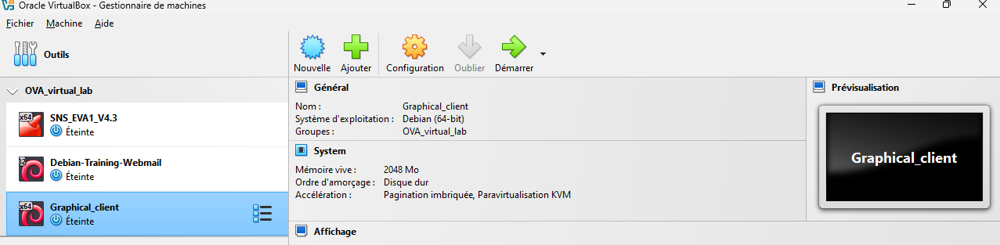 Oracle VirtualBox - Gestionnaire de machines
Fichier Machine Aide
Outils
Nouvelle Ajouter Configuration Oublier Démarrer
OVA_virtual_lab
x64 SNS_EVA1_V4.3
Éteinte
32 Debian-Training-Webmail
Éteinte
x64 Graphical_client
Éteinte
Général
Nom : Graphical_client
Système d'exploitation : Debian (64-bit)
Groupes : OVA_virtual_lab
System
Mémoire vive : 2048 Mo
Ordre d'amorçage : Disque dur
Accélération : Pagination imbriquée, Paravirtualisation KVM
Affichage
Prévisualisation
Graphical_client